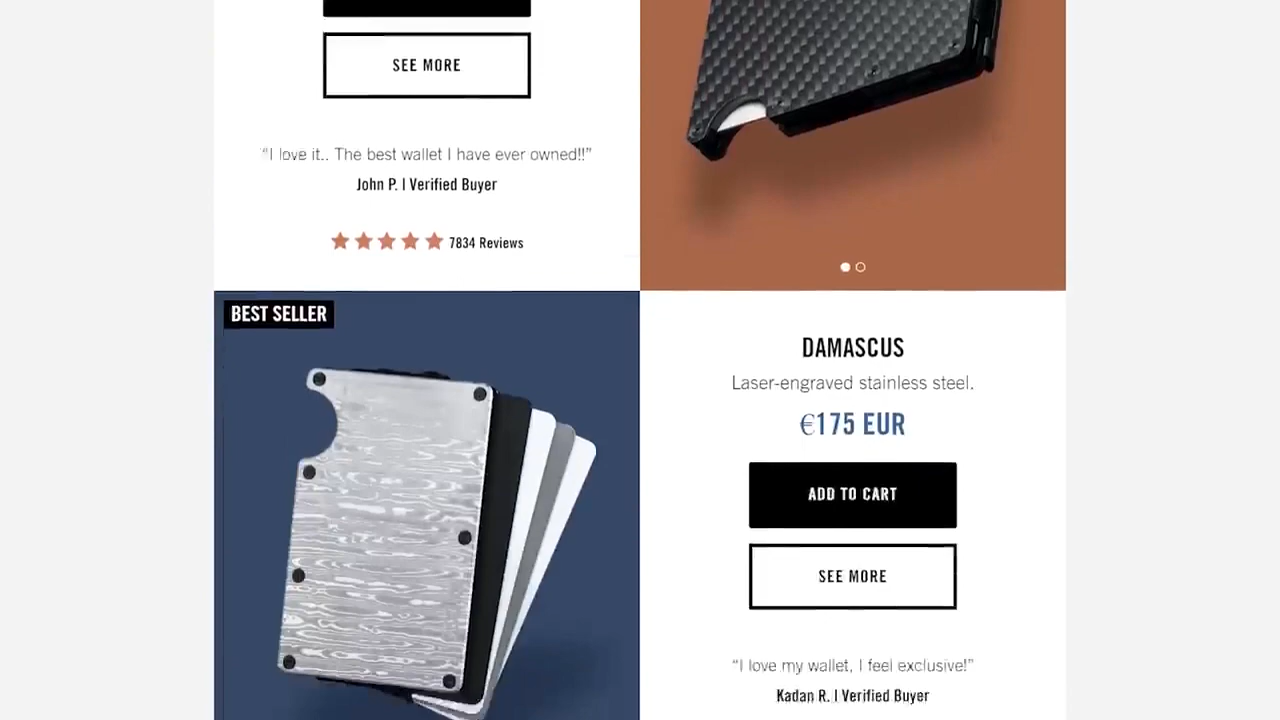 SEE MORE
“I love it.. The best wallet I have ever owned!!”
John P. | Verified Buyer
7834 Reviews
BEST SELLER
DAMASCUS
Laser-engraved stainless steel.
€175 EUR
ADD TO CART
SEE MORE
“I love my wallet, I feel exclusive!”
Kadan R. | Verified Buyer